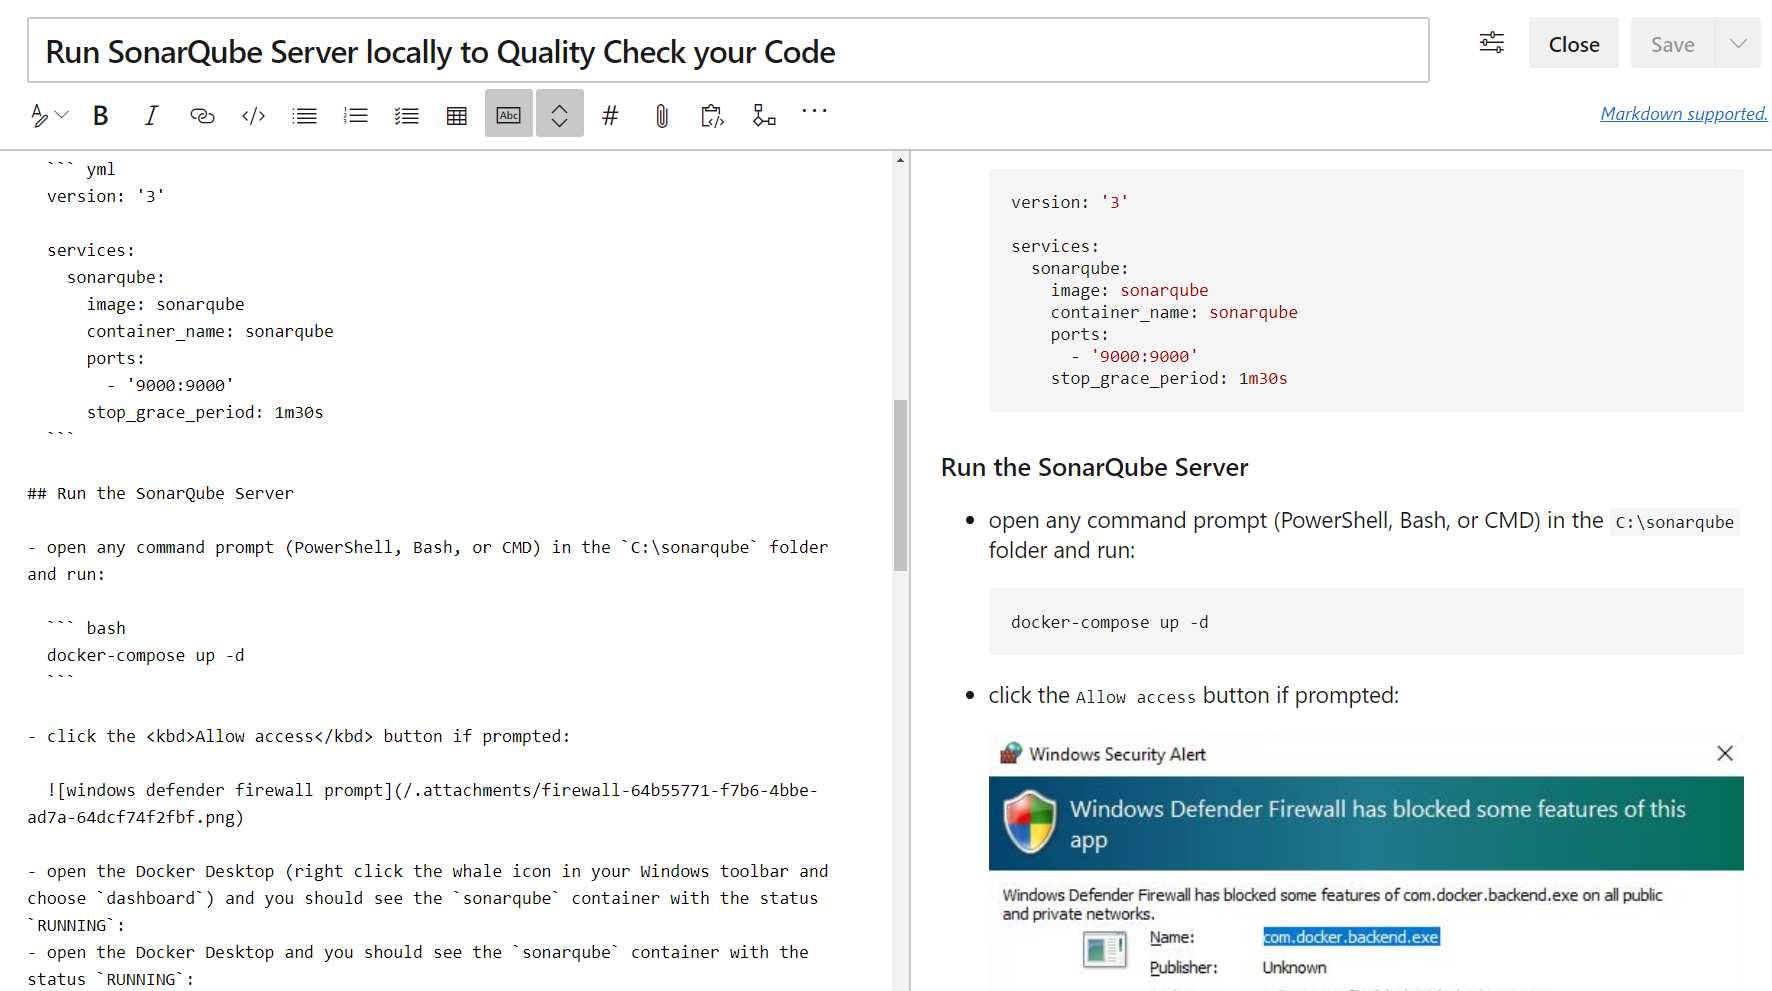 Run SonarQube Server locally to Quality Check your Code
Close
Save
B
I
</>
Abc
#
...
Markdown supported.
``` yml
version: '3'
services:
sonarqube:
image: sonarqube
container_name: sonarqube
ports:
- '9000:9000'
stop_grace_period: 1m30s
```
## Run the SonarQube Server
- open any command prompt (PowerShell, Bash, or CMD) in the `C:\sonarqube` folder
and run:
``` bash
docker-compose up -d
```
- click the <kbd>Allow access</kbd> button if prompted:
![windows defender firewall prompt](/.attachments/firewall-64b55771-f7b6-4bbe-
ad7a-64dcf74f2fbf.png)
- open the Docker Desktop (right click the whale icon in your Windows toolbar and
choose `dashboard`) and you should see the `sonarqube` container with the status
`RUNNING`:
- open the Docker Desktop and you should see the `sonarqube` container with the
status `RUNNING`:
version: '3'
services:
sonarqube:
image: sonarqube
container_name: sonarqube
ports:
- '9000:9000'
stop_grace_period: 1m30s
Run the SonarQube Server
• open any command prompt (PowerShell, Bash, or CMD) in the C:\sonarqube
folder and run:
docker-compose up -d
• click the Allow access button if prompted:
Windows Security Alert
Windows Defender Firewall has blocked some features of this
app
Windows Defender Firewall has blocked some features of com.docker.backend.exe on all public
and private networks.
Name: com.docker.backend.exe
Publisher: Unknown